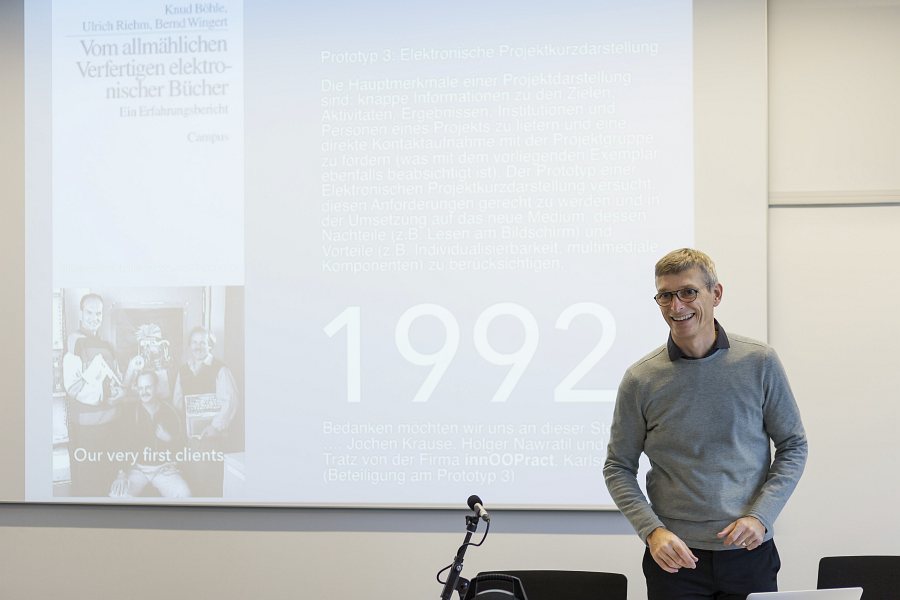 Knud Böhle,
Ulrich Riehm, Bernd Wingert
Vom allmählichen
Verfertigen elektro-
nischer Bücher
Ein Erfahrungsbericht
Campus
Our very first clients
Prototyp 3: Elektronische Projektkurzdarstellung
Die Hauptmerkmale einer Projektdarstellung
sind: knappe Informationen zu den Zielen,
Aktivitäten, Ergebnissen, Institutionen und
Personen eines Projekts zu liefern und eine
direkte Kontaktaufnahme mit der Projektgruppe
zu fördern (was mit dem vorliegenden Exemplar
ebenfalls beabsichtigt ist). Der Prototyp einer
Elektronischen Projektkurzdarstellung versucht,
diesen Anforderungen gerecht zu werden und in
der Umsetzung auf das neue Medium, dessen
Nachteile (z.B. Lesen am Bildschirm) und
Vorteile (z.B. Individualisierbarkeit, multimediale
Komponenten) zu berücksichtigen.
1992
Bedanken möchten wir uns an dieser
.... Jochen Krause, Holger Nawratil und
Tratz von der Firma innOOPract,
(Beteiligung am Prototyp 3)